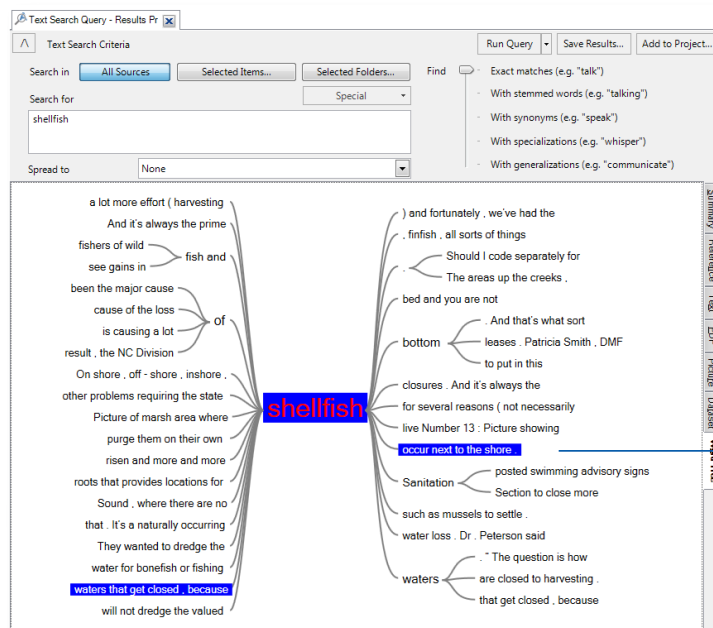 Text Search Query - Results Pr
Text Search Criteria
Run Query
Save Results...
Add to Project...
Search in
All Sources
Selected Items...
Selected Folders...
Find
Exact matches (e.g. "talk")
Search for
Special
With stemmed words (e.g. "talking")
shellfish
With synonyms (e.g. "speak")
With specializations (e.g. "whisper")
Spread to
None
With generalizations (e.g. "communicate")
a lot more effort ( harvesting
And it's always the prime
fishers of wild
see gains in
fish and
been the major cause
cause of the loss
is causing a lot
result , the NC Division
of
On shore , off - shore , inshore ,
other problems requiring the state
Picture of marsh area where
purge them on their own
risen and more and more
roots that provides locations for
Sound , where there are no
that . It's a naturally occurring
They wanted to dredge the
water for bonefish or fishing
waters that get closed , because
will not dredge the valued
shellfish
) and fortunately , we've had the
, finfish , all sorts of things
.
Should I code separately for
The areas up the creeks ,
bed and you are not
bottom
. And that's what sort
leases . Patricia Smith , DMF
to put in this
closures . And it's always the
for several reasons ( not necessarily
live Number 13 : Picture showing
occur next to the shore .
Sanitation
posted swimming advisory signs
Section to close more
such as mussels to settle .
water loss . Dr . Peterson said
waters
. " The question is how
are closed to harvesting .
that get closed , because
Summary
Reference